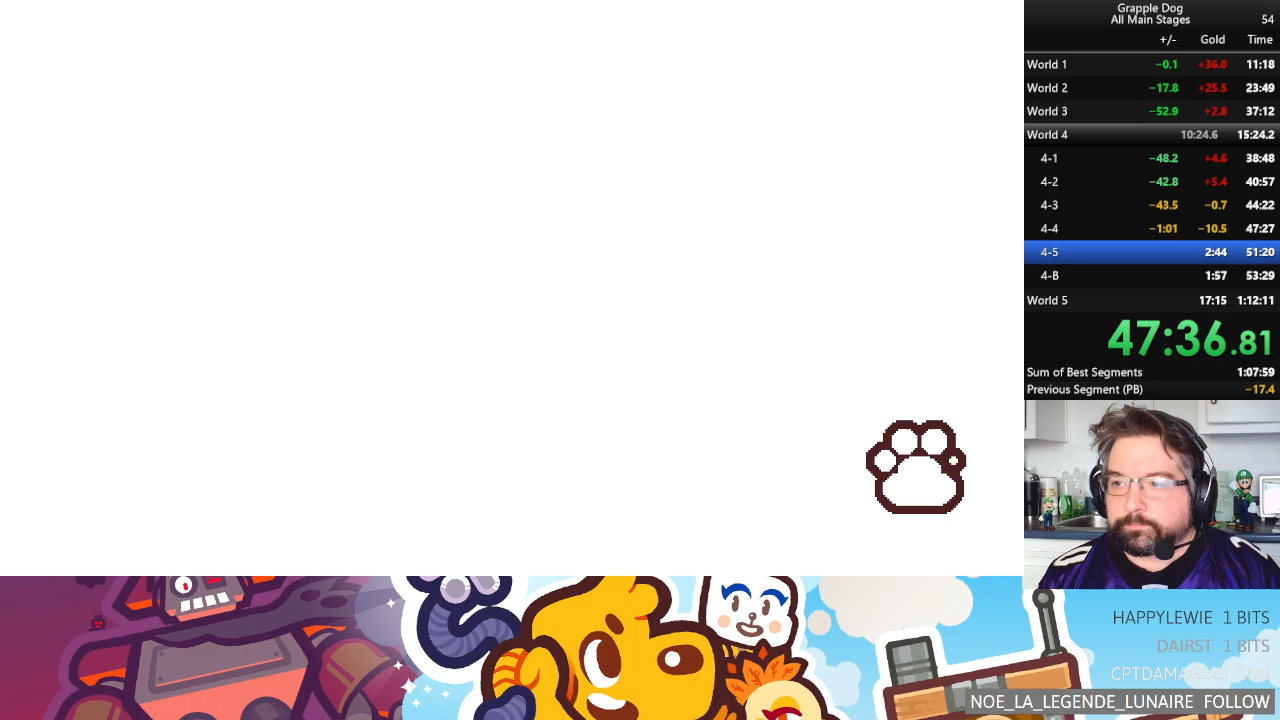 Grapple Dog
All Main Stages 54
+/- Gold Time
World 1 −0.1 +36.0 11:18
World 2 −17.8 +25.5 23:49
World 3 −52.9 +2.8 37:12
World 4 10:24.6 15:24.2
4-1 −48.2 +4.6 38:48
4-2 −42.8 +5.4 40:57
4-3 −43.5 −0.7 44:22
4-4 −1:01 −10.5 47:27
4-5 2:44 51:20
4-B 1:57 53:29
World 5 17:15 1:12:11
47:36.81
Sum of Best Segments 1:07:59
Previous Segment (PB) −17.4
HAPPYLEWIE 1 BITS
DAIRST 1 BITS
NOE_LA_LEGENDE_LUNAIRE FOLLOW